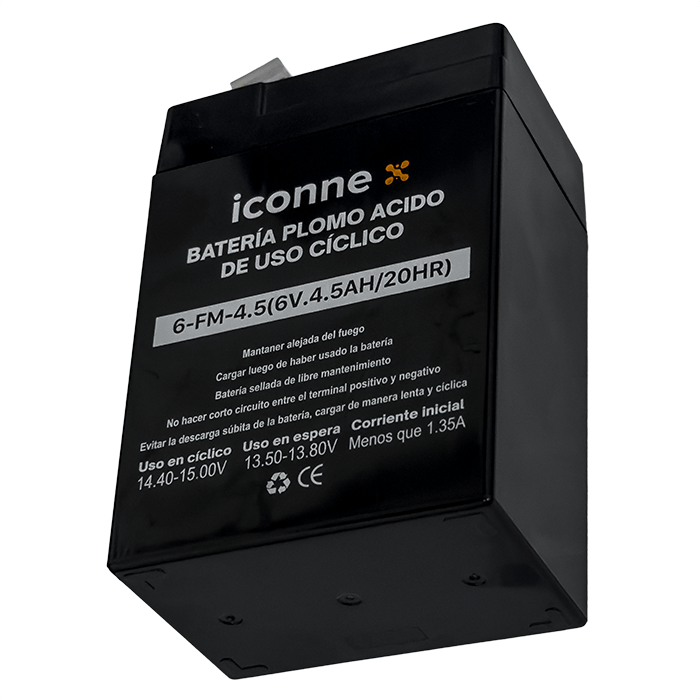 iconne
BATERÍA PLOMO ACIDO
DE USO CÍCLICO
6-FM-4.5(6V.4.5AH/20HR)
Mantaner alejada del fuego
Cargar luego de haber usado la batería
Batería sellada de libre mantenimiento
No hacer corto circuito entre el terminal positivo y negativo
Evitar la descarga súbita de la batería, cargar de manera lenta y cíclica
Uso en cíclico Uso en espera Corriente inicial
14.40-15.00V 13.50-13.80V Menos que 1.35A
CE